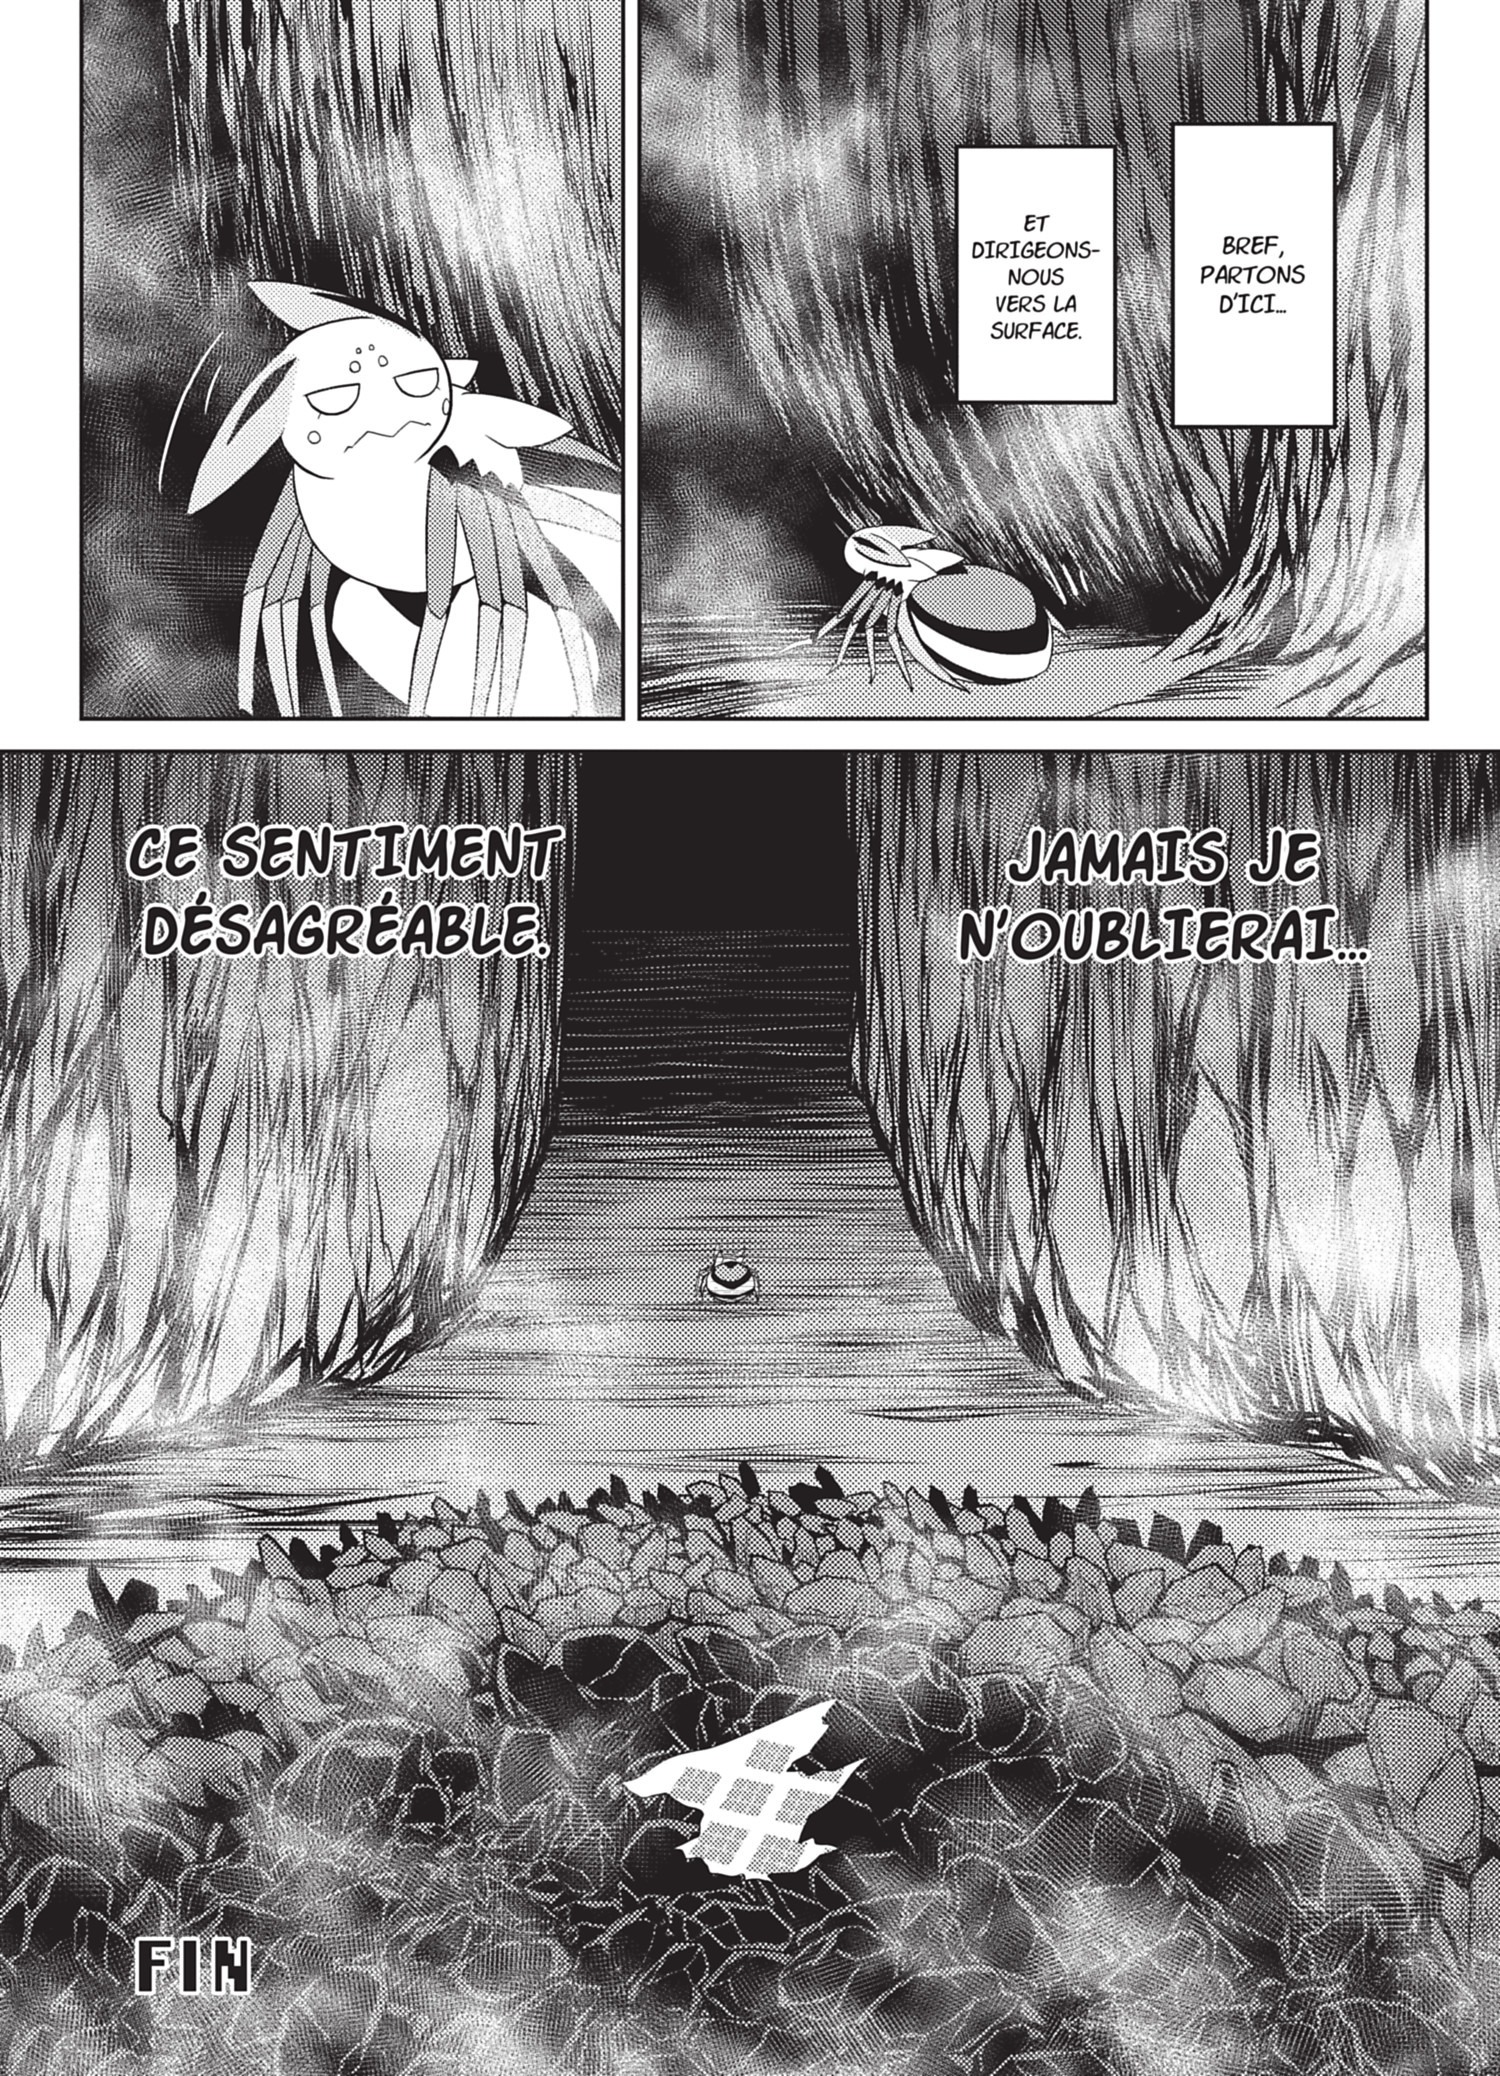 BREF,
PARTONS
D'ICI...
ET
DIRIGEONS-
NOUS
VERS LA
SURFACE.
JAMAIS JE
N'OUBLIERAI...
CE SENTIMENT
DÉSAGRÉABLE.
FIN